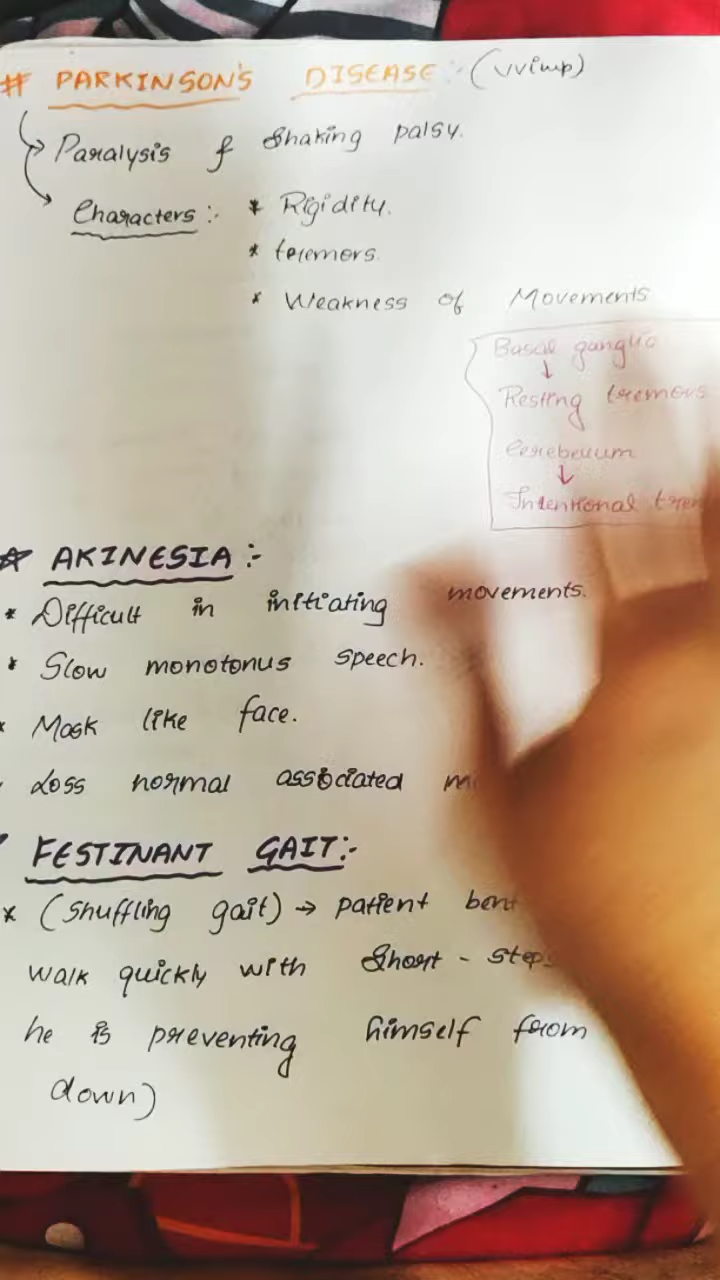 # PARKINSON'S DISEASE :- (vvimp)
Paralysis & Shaking palsy.
Characters :- * Rigidity.
* tremors.
* Weakness of Movements
Basal ganglia
↓
Resting tremors
Cerebellum
↓
Intentional
AKINESIA :-
* Difficult in initiating movements.
* Slow monotonus speech.
* Mask like face.
Loss normal associated
FESTINANT GAIT :-
* (Shuffling gait) → patient
walk quickly with Short - steps
he is preventing himself from
down)